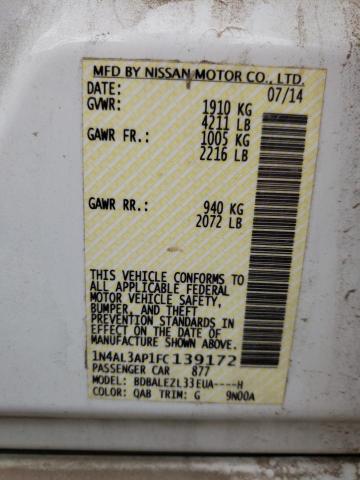 MFD BY NISSAN MOTOR CO., LTD.
DATE: 07/14
GVWR: 1910 KG
4211 LB
GAWR FR.: 1005 KG
2216 LB
GAWR RR.: 940 KG
2072 LB
THIS VEHICLE CONFORMS TO
ALL APPLICABLE FEDERAL
MOTOR VEHICLE SAFETY,
BUMPER, AND THEFT
PREVENTION STANDARDS IN
EFFECT ON THE DATE OF
MANUFACTURE SHOWN ABOVE.
1N4AL3AP1FC139172
PASSENGER CAR 877
MODEL: BDBALEZL33EUA----H
COLOR: QAB TRIM: G 9N00A